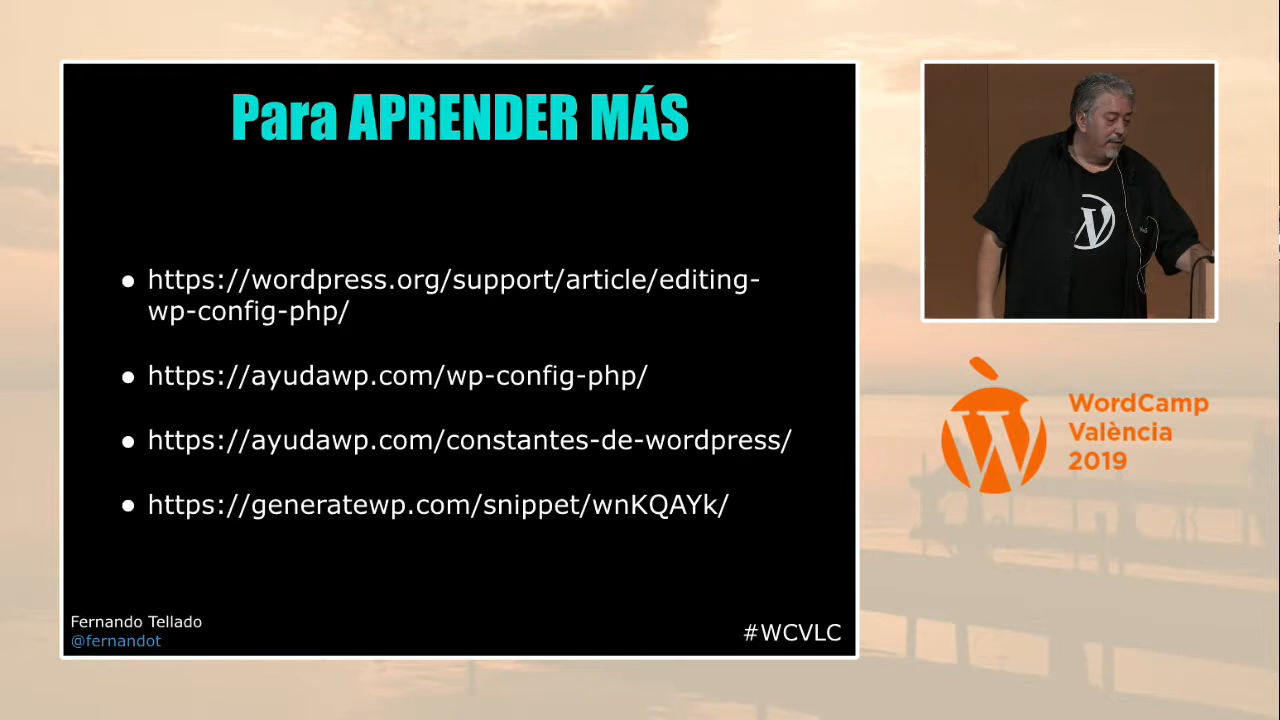 Para APRENDER MÁS
https://wordpress.org/support/article/editing-
wp-config-php/
https://ayudawp.com/wp-config-php/
https://ayudawp.com/constantes-de-wordpress/
https://generatewp.com/snippet/wnKQAYk/
Fernando Tellado
@fernandot
#WCVLC
WordCamp
València
2019